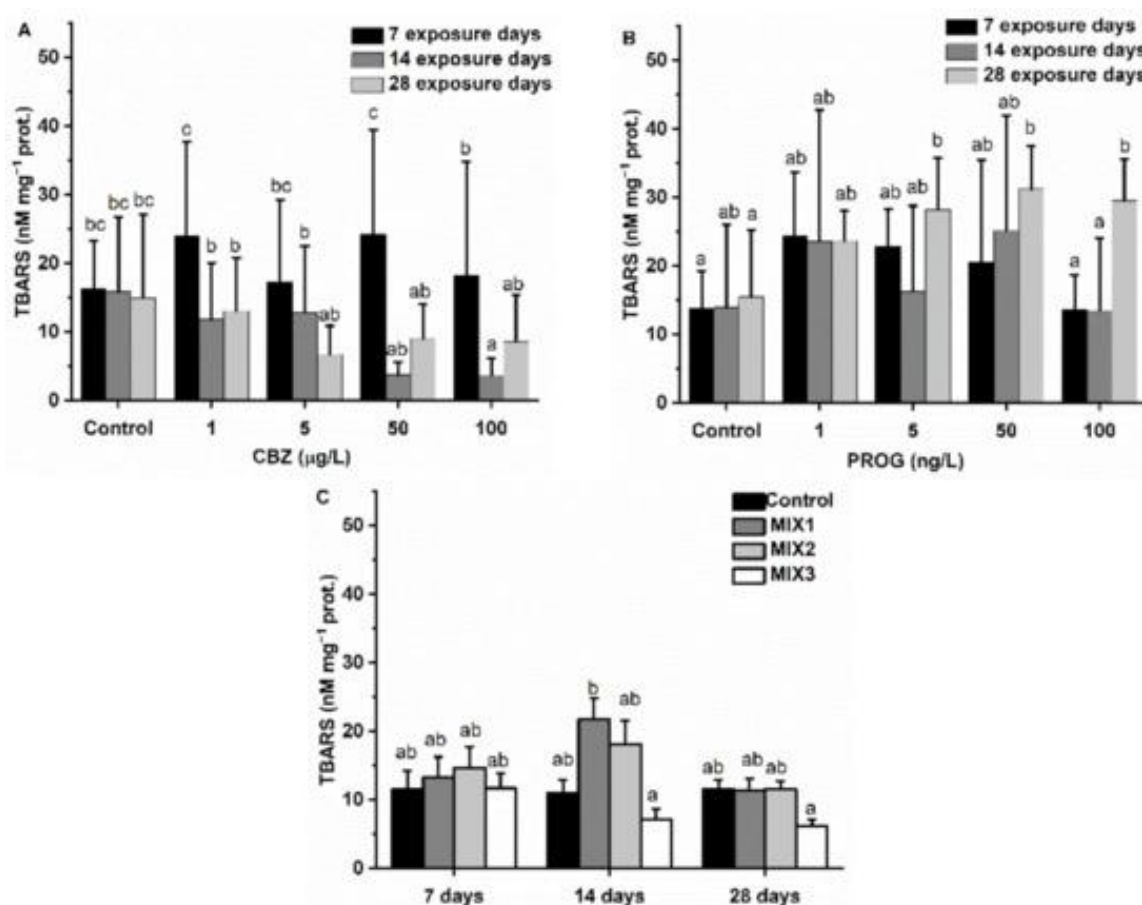 A
7 exposure days
14 exposure days
28 exposure days
TBARS (nM mg⁻¹ prot.)
50
40
30
20
10
0
bc bc bc
c b b
bc b ab
c ab ab
b a ab
Control 1 5 50 100
CBZ (µg/L)
B
7 exposure days
14 exposure days
28 exposure days
TBARS (nM mg⁻¹ prot.)
50
40
30
20
10
0
a ab a
ab ab ab
ab ab b
ab ab b
a a b
Control 1 5 50 100
PROG (ng/L)
C
Control
MIX1
MIX2
MIX3
TBARS (nM mg⁻¹ prot.)
50
40
30
20
10
0
ab ab ab ab
ab b ab a
ab ab ab a
7 days 14 days 28 days